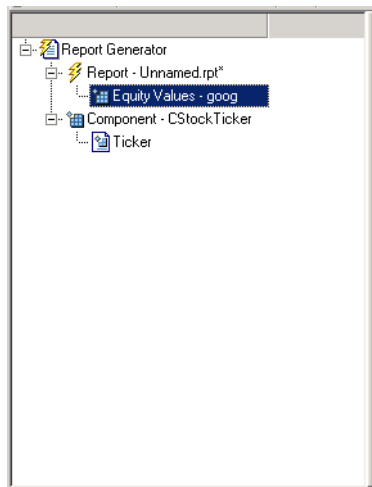 Report Generator
Report - Unnamed.rpt*
Equity Values - goog
Component - CStockTicker
Ticker